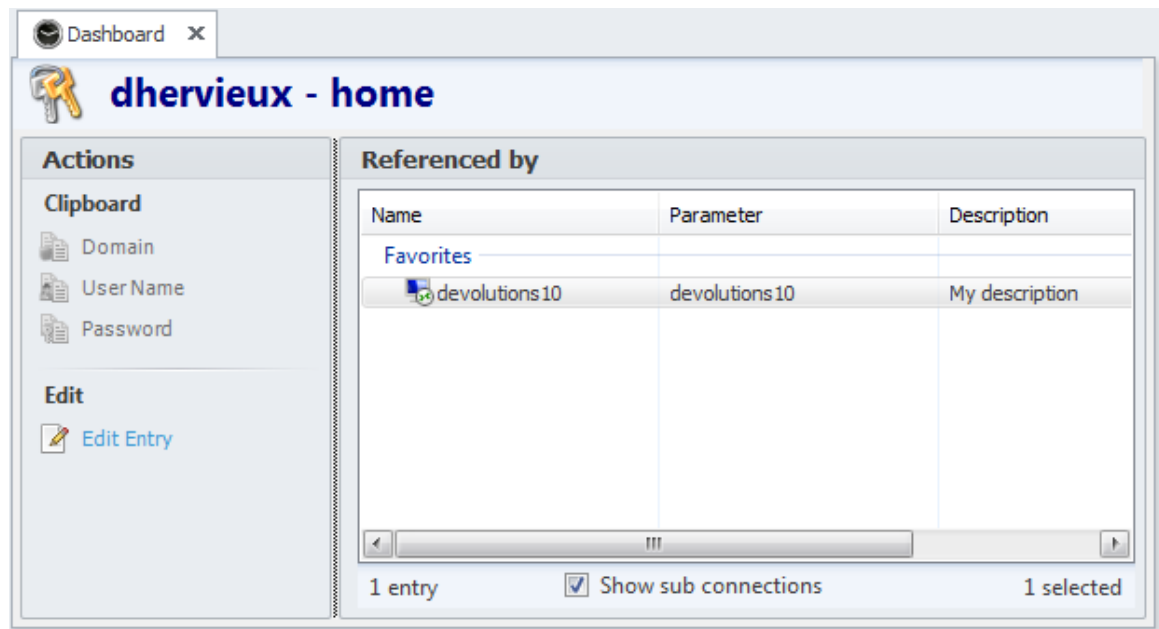 Dashboard
dhervieux - home
Actions
Clipboard
Domain
User Name
Password
Edit
Edit Entry
Referenced by
Name Parameter Description
Favorites
devolutions10 devolutions10 My description
1 entry Show sub connections 1 selected